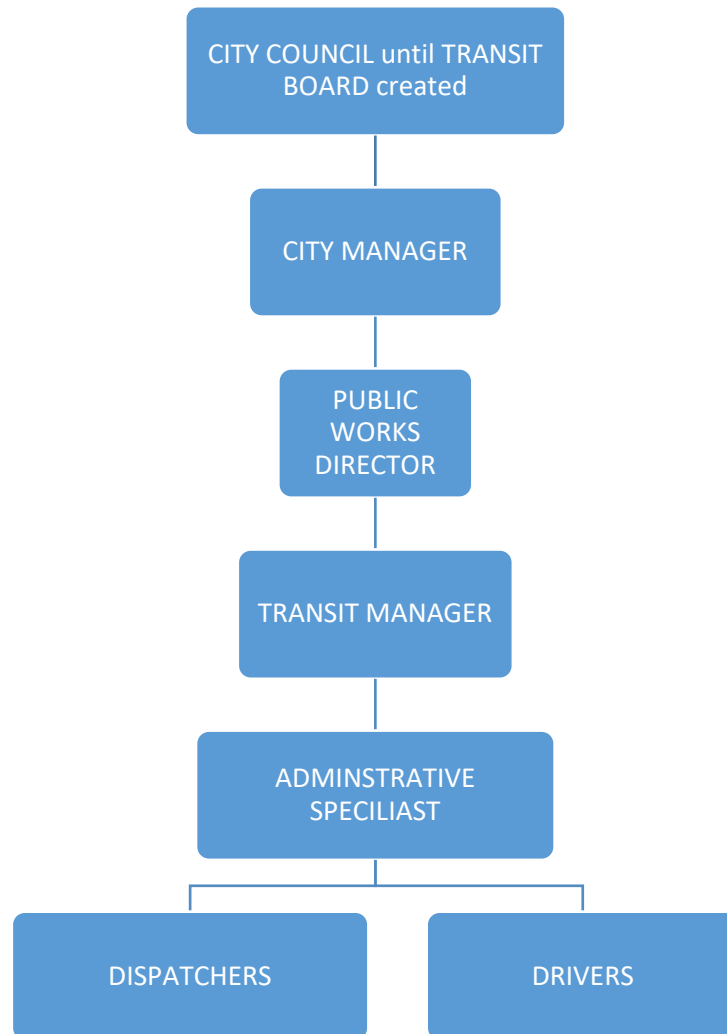 CITY COUNCIL until TRANSIT
BOARD created
CITY MANAGER
PUBLIC
WORKS
DIRECTOR
TRANSIT MANAGER
ADMINSTRATIVE
SPECILIAST
DISPATCHERS
DRIVERS